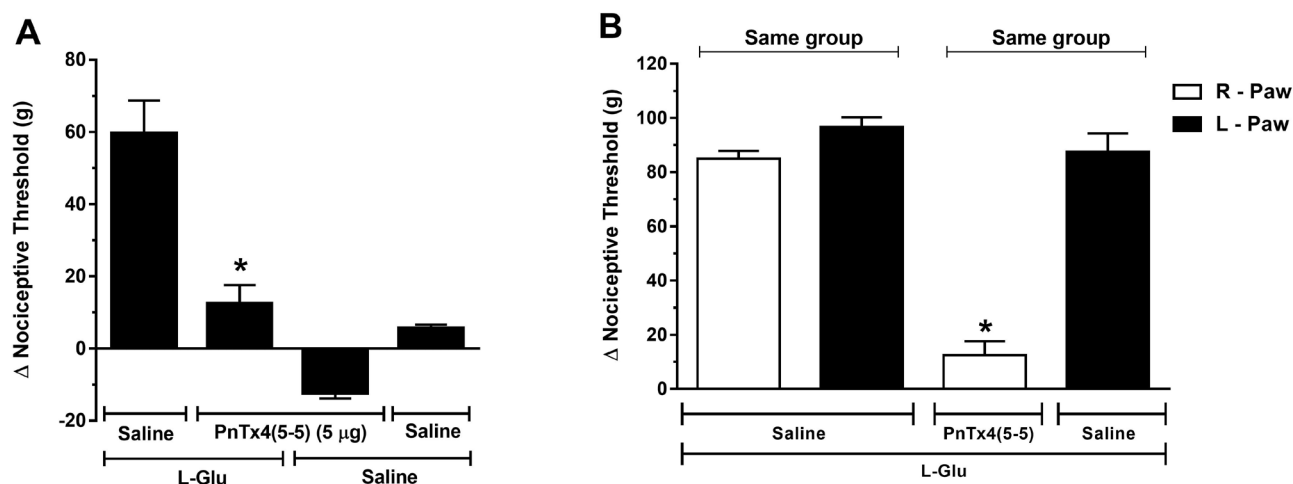 A
Δ Nociceptive Threshold (g)
80
60
40
20
0
-20
*
Saline
PnTx4(5-5) (5 μg)
Saline
L-Glu
Saline
B
Same group
Same group
Δ Nociceptive Threshold (g)
120
100
80
60
40
20
0
*
R - Paw
L - Paw
Saline
PnTx4(5-5)
Saline
L-Glu